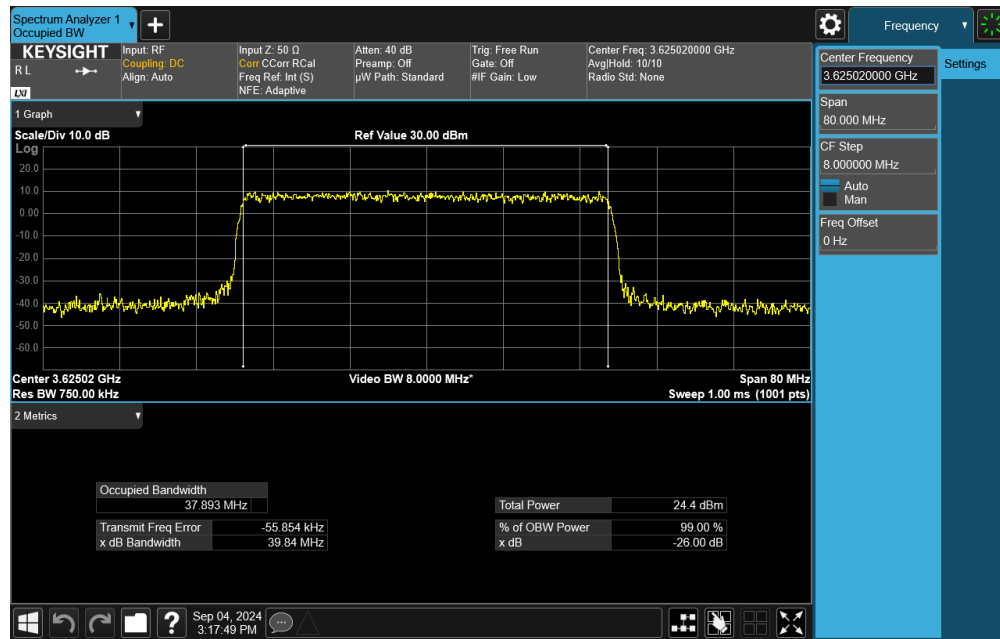 Spectrum Analyzer 1
Occupied BW
Frequency
KEYSIGHT
R L
LXI
Input: RF
Coupling: DC
Align: Auto
Input Z: 50 Ω
Corr CCorr RCal
Freq Ref: Int (S)
NFE: Adaptive
Atten: 40 dB
Preamp: Off
µW Path: Standard
Trig: Free Run
Gate: Off
#IF Gain: Low
Center Freq: 3.625020000 GHz
Avg|Hold: 10/10
Radio Std: None
Center Frequency
3.625020000 GHz
Settings
Span
80.000 MHz
CF Step
8.000000 MHz
Auto
Man
Freq Offset
0 Hz
1 Graph
Scale/Div 10.0 dB
Ref Value 30.00 dBm
Log
20.0
10.0
0.00
-10.0
-20.0
-30.0
-40.0
-50.0
-60.0
Center 3.62502 GHz
Video BW 8.0000 MHz*
Span 80 MHz
Res BW 750.00 kHz
Sweep 1.00 ms (1001 pts)
2 Metrics
Occupied Bandwidth
37.893 MHz
Total Power 24.4 dBm
Transmit Freq Error -55.854 kHz
% of OBW Power 99.00 %
x dB Bandwidth 39.84 MHz
x dB -26.00 dB
Sep 04, 2024
3:17:49 PM